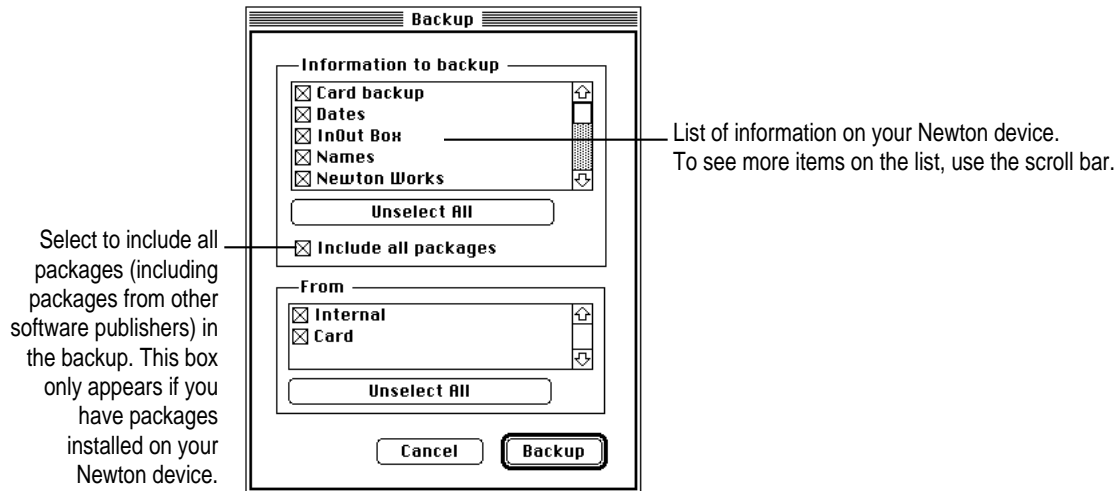 Backup
Information to backup
Card backup
Dates
InOut Box
Names
Newton Works
Unselect All
Include all packages
From
Internal
Card
Unselect All
Cancel
Backup
List of information on your Newton device.
To see more items on the list, use the scroll bar.
Select to include all
packages (including
packages from other
software publishers) in
the backup. This box
only appears if you
have packages
installed on your
Newton device.